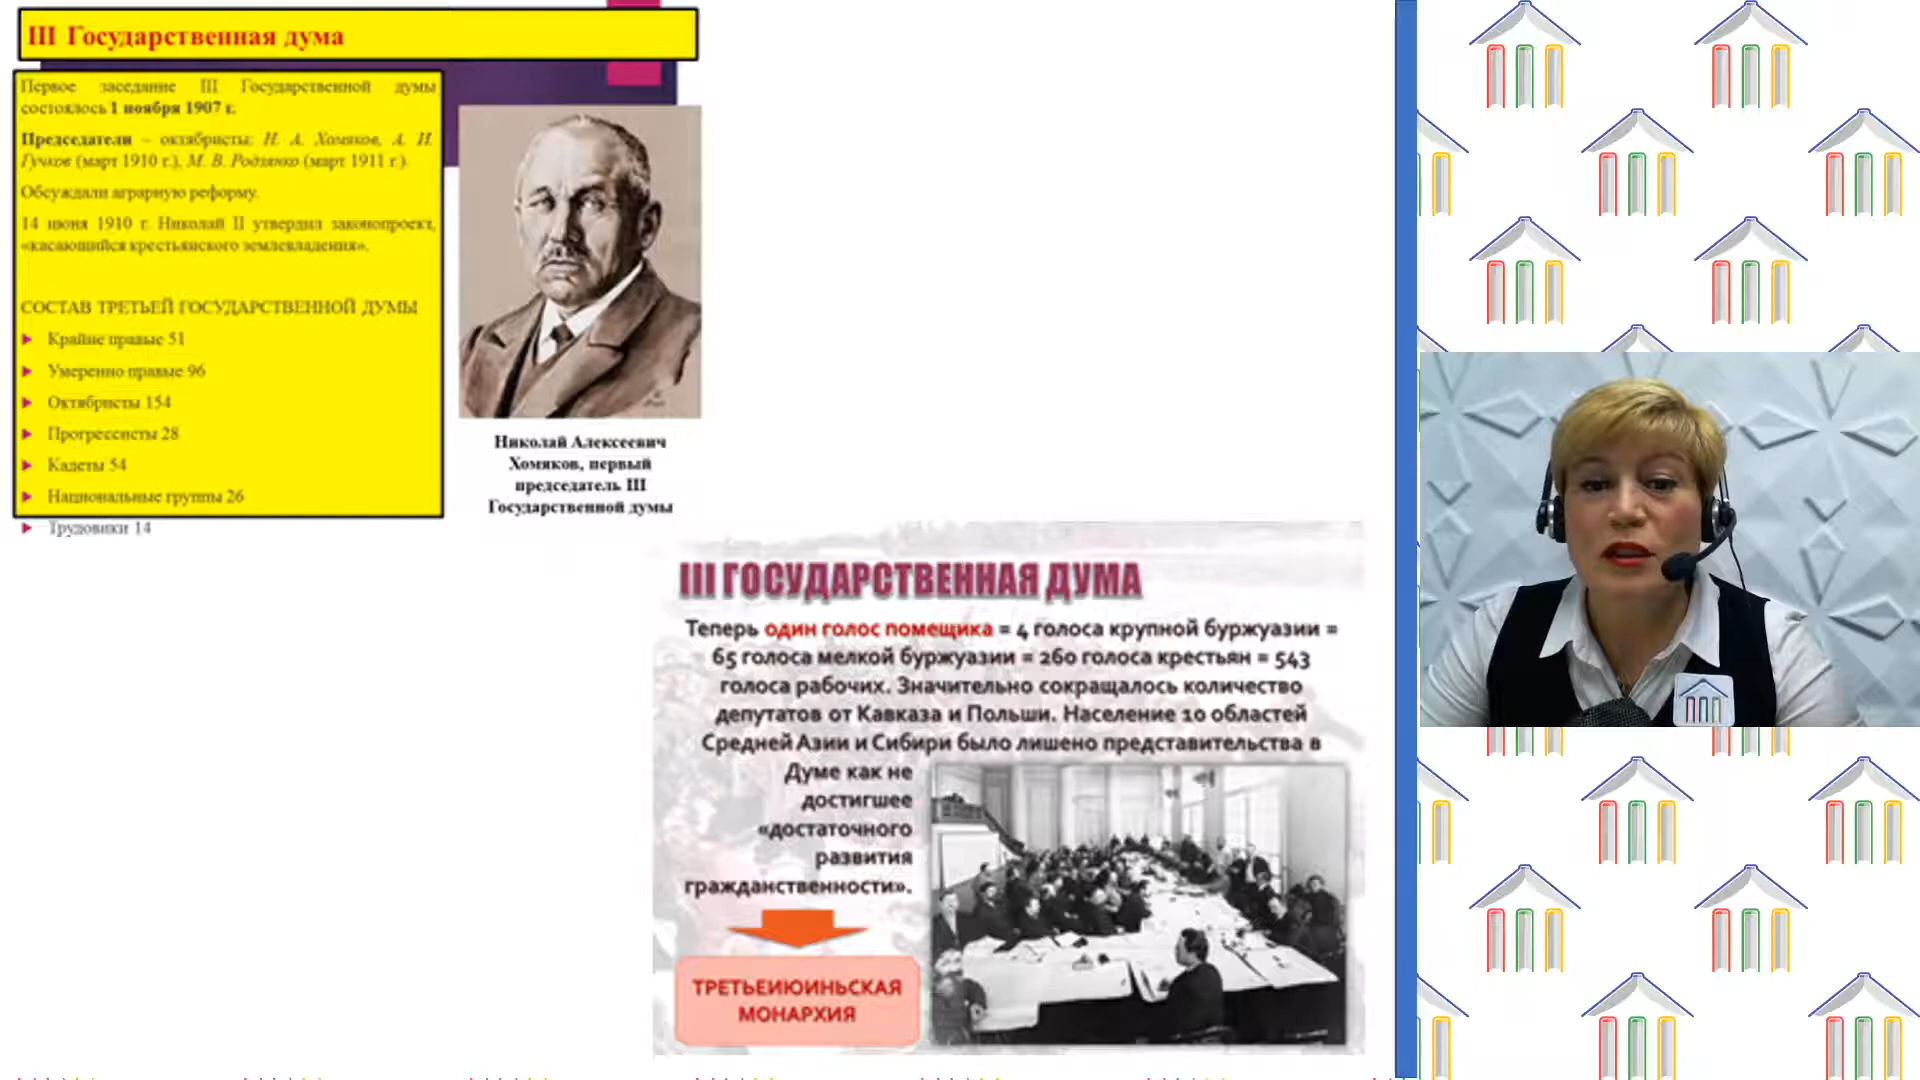 III Государственная дума
Первое заседание III Государственной думы
состоялось 1 ноября 1907 г.
Председатели – октябристы: Н. А. Хомяков, А. И.
Гучков (март 1910 г.), М. В. Родзянко (март 1911 г.).
Обсуждали аграрную реформу.
14 июня 1910 г. Николай II утвердил законопроект,
«касающийся крестьянского землевладения».
СОСТАВ ТРЕТЬЕЙ ГОСУДАРСТВЕННОЙ ДУМЫ
Крайне правые 51
Умеренно правые 96
Октябристы 154
Прогрессисты 28
Кадеты 54
Национальные группы 26
Трудовики 14
Николай Алексеевич
Хомяков, первый
председатель III
Государственной думы
III ГОСУДАРСТВЕННАЯ ДУМА
Теперь один голос помещика = 4 голоса крупной буржуазии =
65 голоса мелкой буржуазии = 260 голоса крестьян = 543
голоса рабочих. Значительно сокращалось количество
депутатов от Кавказа и Польши. Население 10 областей
Средней Азии и Сибири было лишено представительства в
Думе как не
достигшее
«достаточного
развития
гражданственности».
ТРЕТЬЕИЮИНЬСКАЯ
МОНАРХИЯ